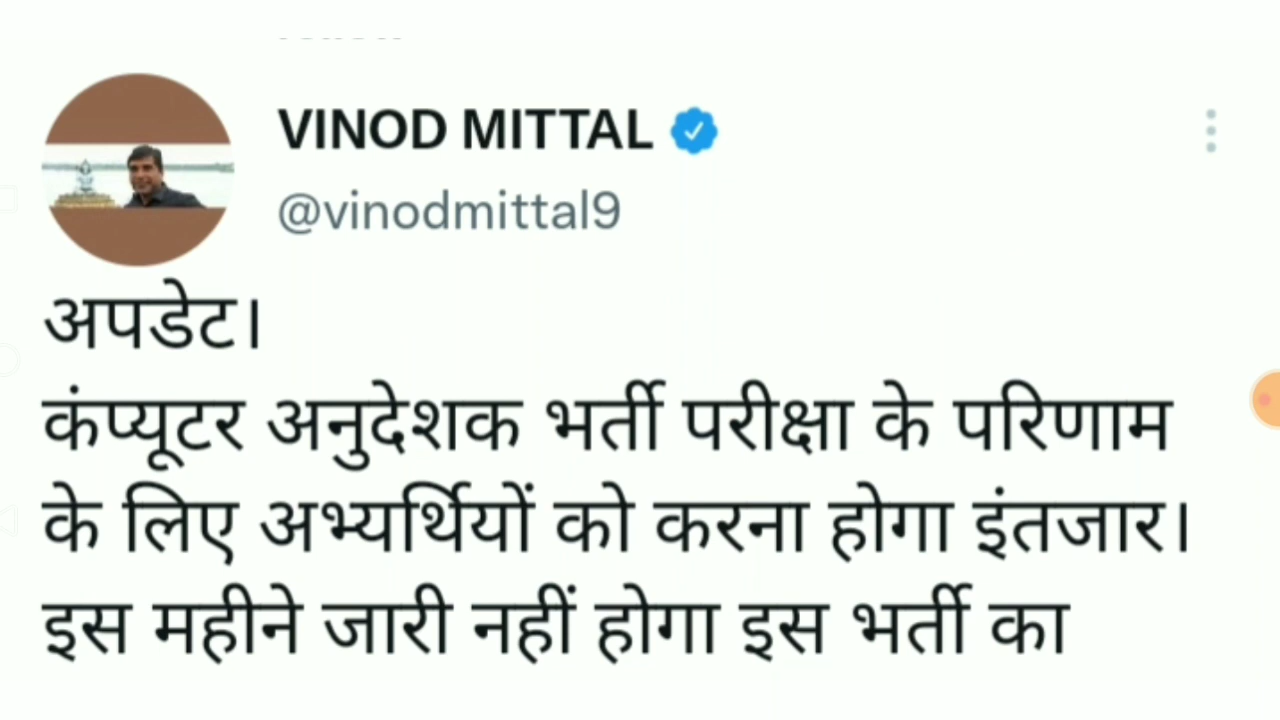 VINOD MITTAL
@vinodmittal9
अपडेट।
कंप्यूटर अनुदेशक भर्ती परीक्षा के परिणाम
के लिए अभ्यर्थियों को करना होगा इंतजार।
इस महीने जारी नहीं होगा इस भर्ती का